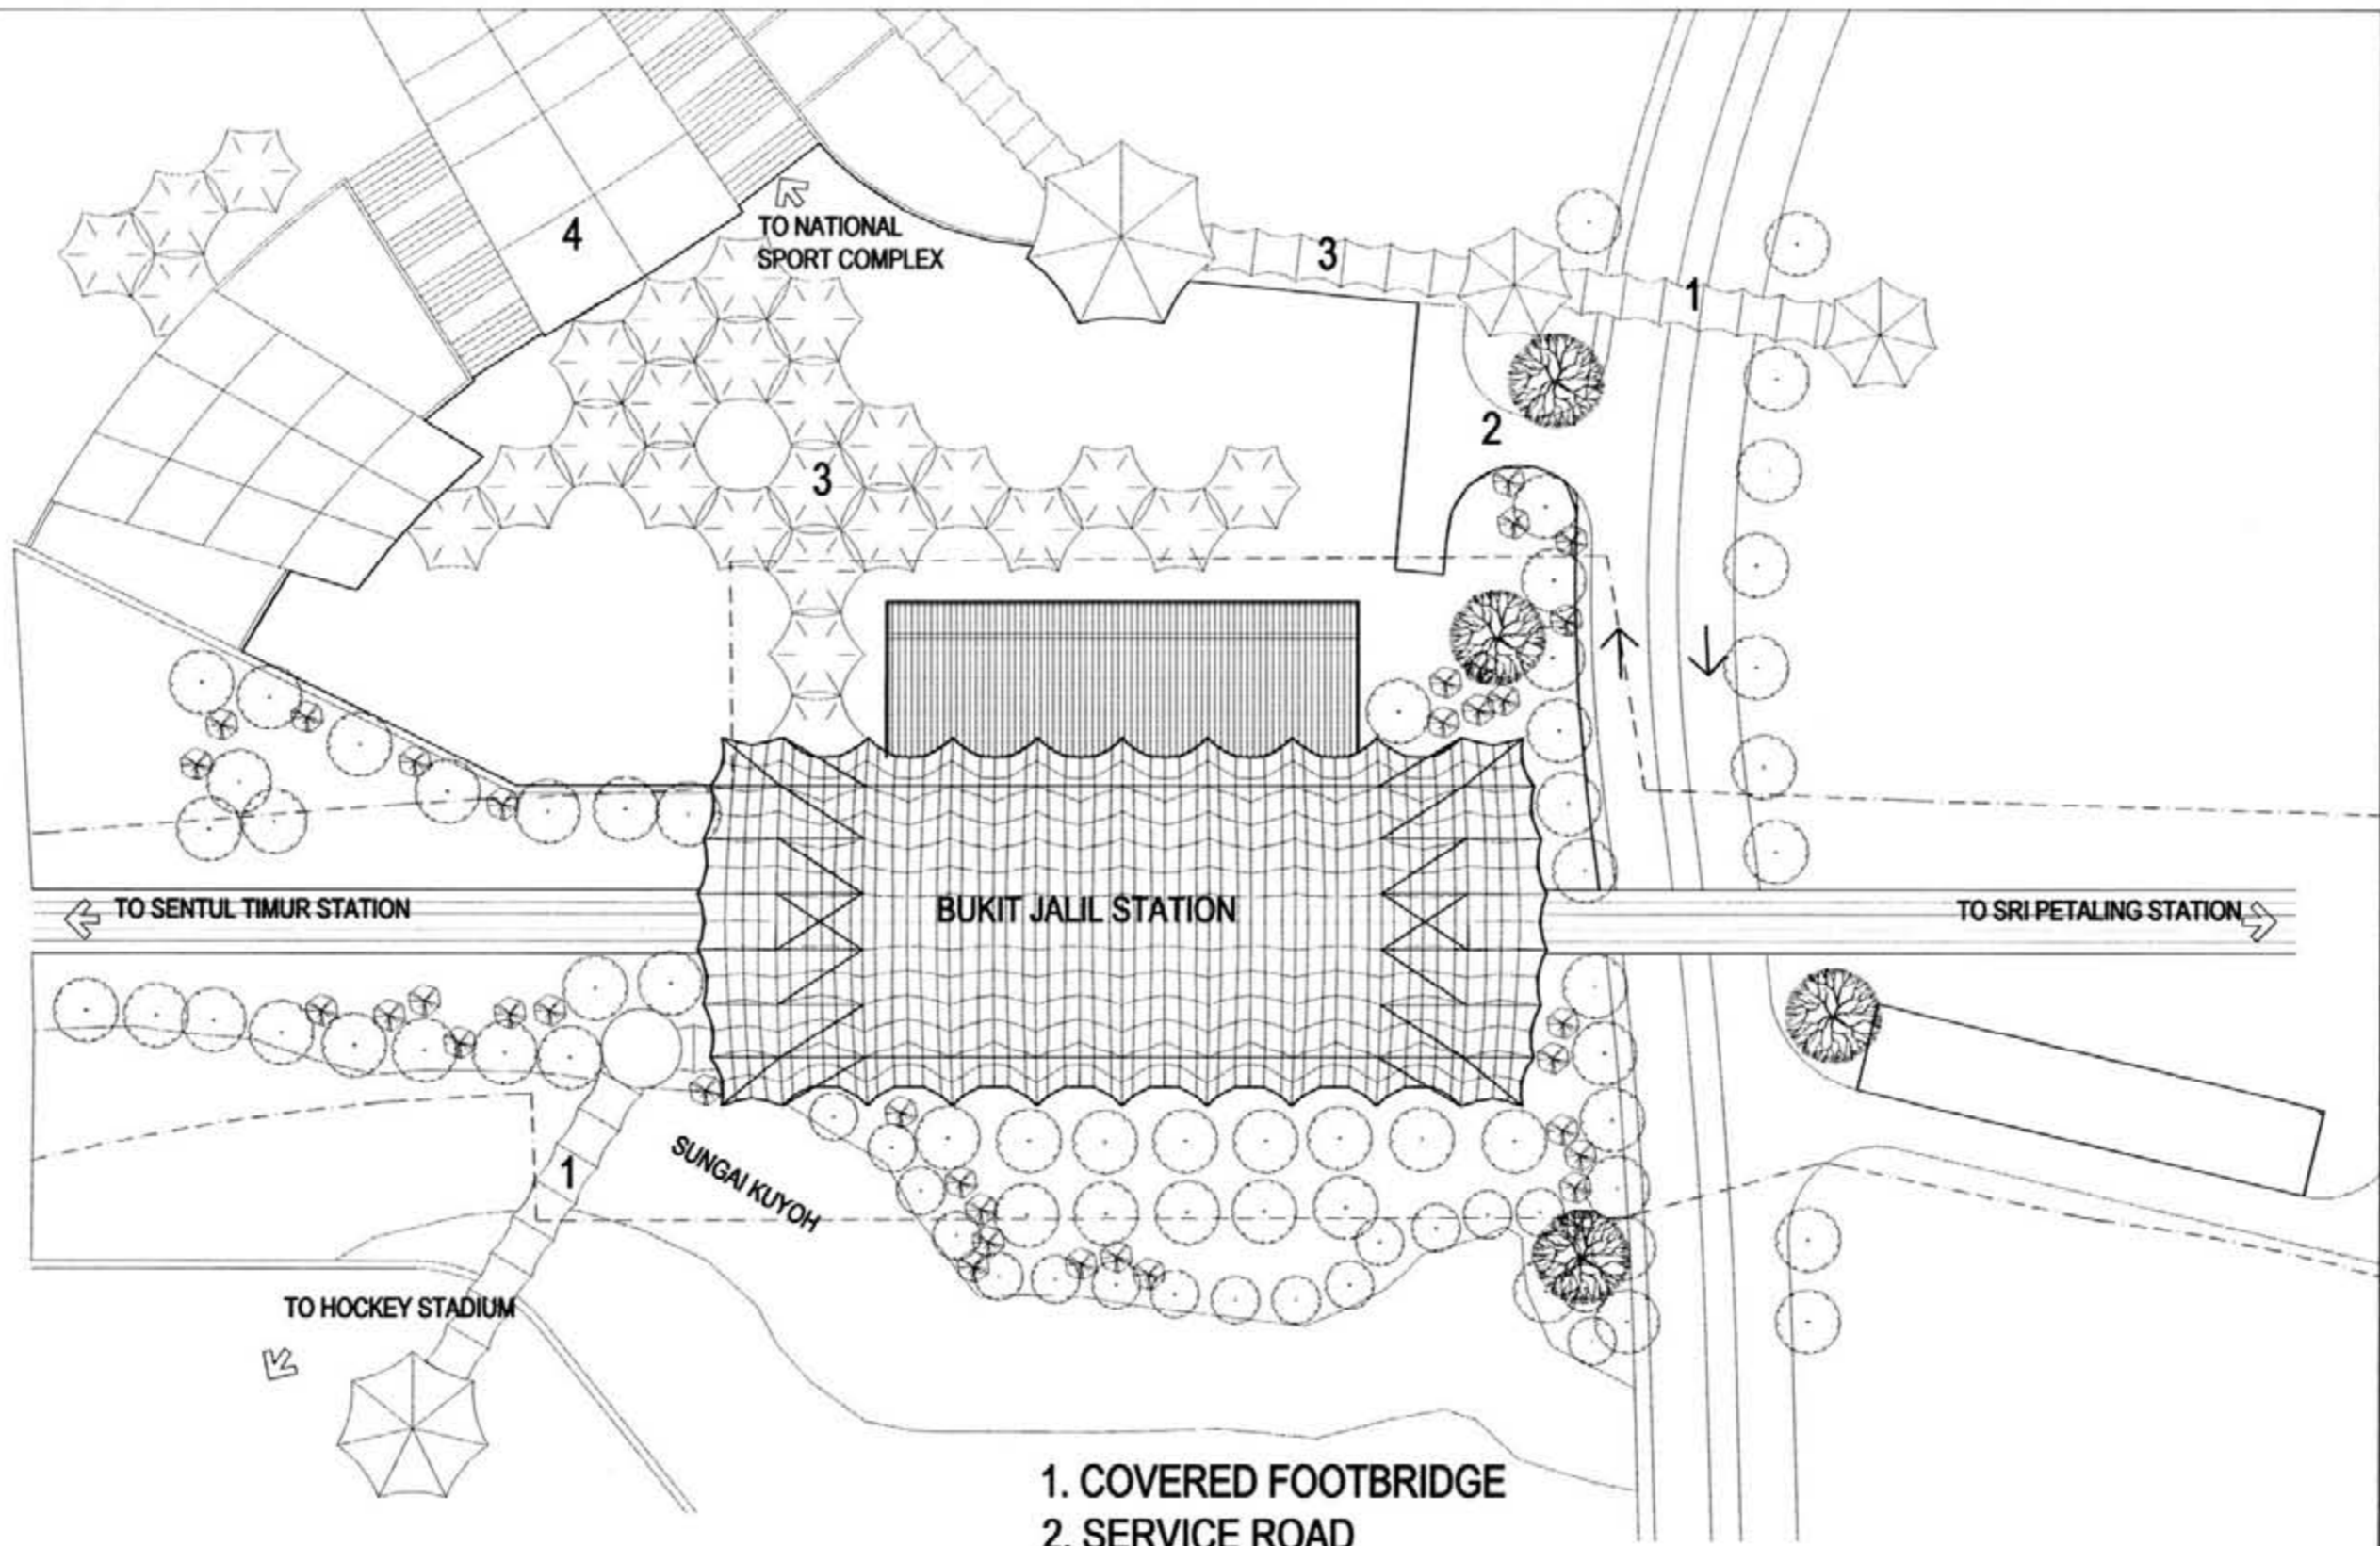 4
TO NATIONAL
SPORT COMPLEX
3
1
2
3
TO SENTUL TIMUR STATION
BUKIT JALIL STATION
TO SRI PETALING STATION
1
SUNGAI KUYOH
TO HOCKEY STADIUM
1. COVERED FOOTBRIDGE
2. SERVICE ROAD